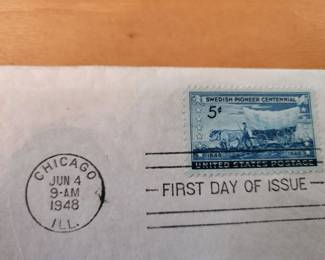 CHICAGO
JUN 4
9-AM
1948
ILL.
SWEDISH PIONEER CENTENNIAL
5¢
1848 1948
UNITED STATES POSTAGE
FIRST DAY OF ISSUE